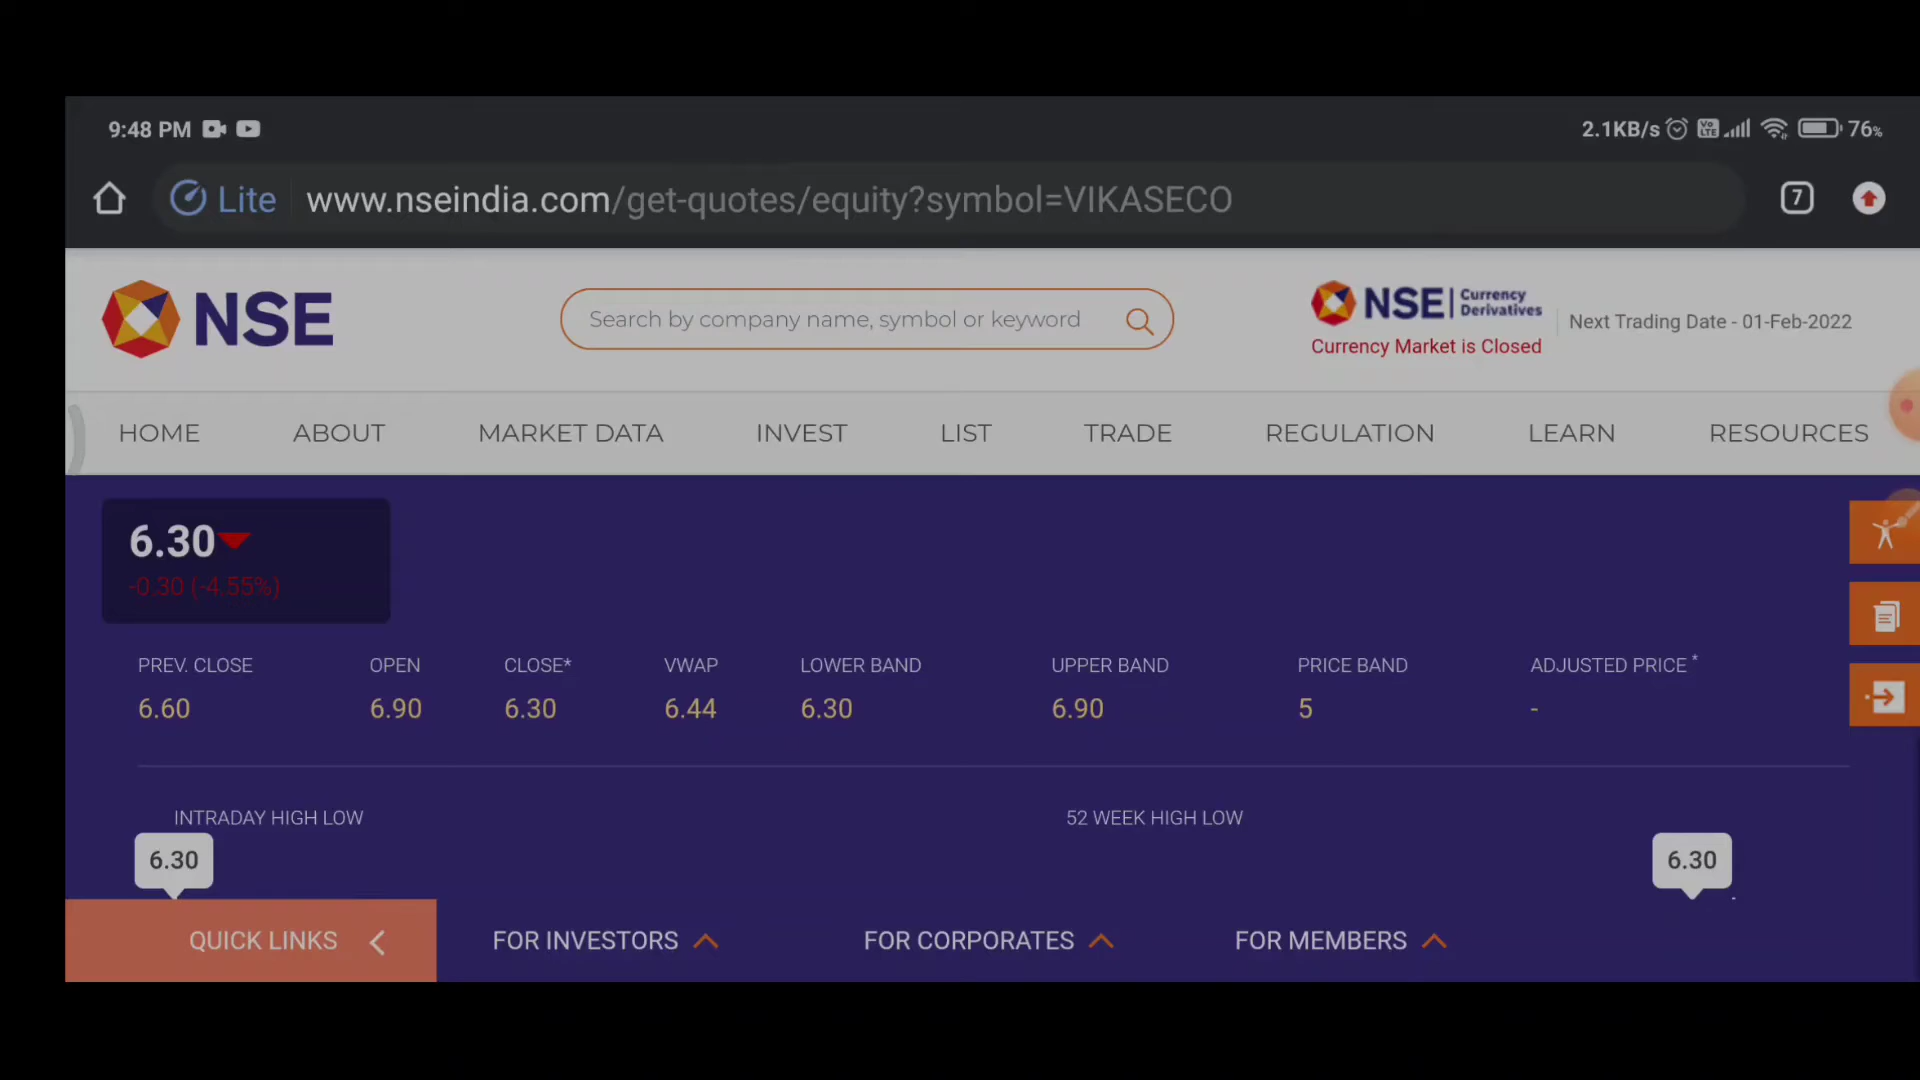 9:48 PM 2.1KB/s Vo LTE 76%
Lite www.nseindia.com/get-quotes/equity?symbol=VIKASECO 7
NSE Search by company name, symbol or keyword NSE Currency Derivatives Next Trading Date - 01-Feb-2022
Currency Market is Closed
HOME ABOUT MARKET DATA INVEST LIST TRADE REGULATION LEARN RESOURCES
6.30
-0.30 (-4.55%)
PREV. CLOSE OPEN CLOSE* VWAP LOWER BAND UPPER BAND PRICE BAND ADJUSTED PRICE *
6.60 6.90 6.30 6.44 6.30 6.90 5 -
INTRADAY HIGH LOW 52 WEEK HIGH LOW
6.30 6.30
QUICK LINKS FOR INVESTORS FOR CORPORATES FOR MEMBERS